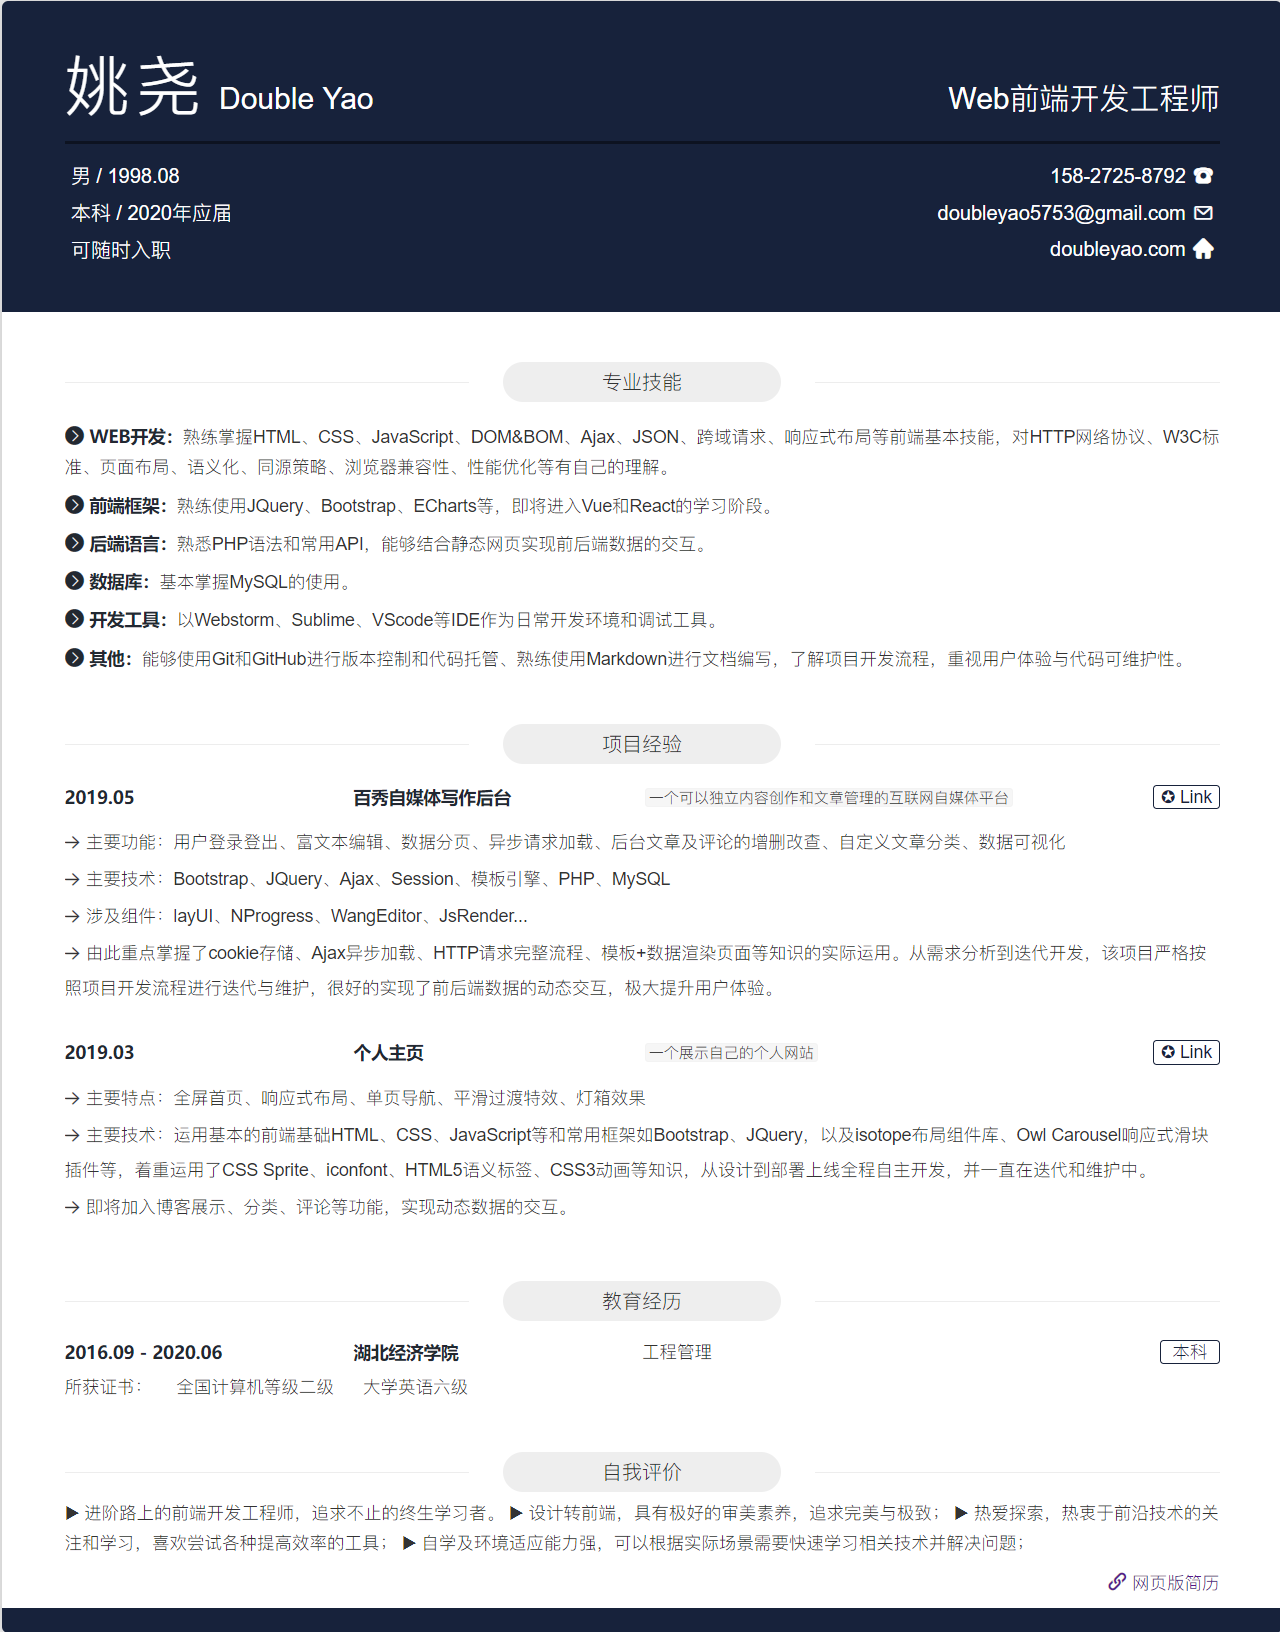 姚尧 Double Yao
Web前端开发工程师
男 / 1998.08
158-2725-8792
本科 / 2020年应届
doubleyao5753@gmail.com
可随时入职
doubleyao.com
专业技能
WEB开发：熟练掌握HTML、CSS、JavaScript、DOM&BOM、Ajax、JSON、跨域请求、响应式布局等前端基本技能，对HTTP网络协议、W3C标
准、页面布局、语义化、同源策略、浏览器兼容性、性能优化等有自己的理解。
前端框架：熟练使用JQuery、Bootstrap、ECharts等，即将进入Vue和React的学习阶段。
后端语言：熟悉PHP语法和常用API，能够结合静态网页实现前后端数据的交互。
数据库：基本掌握MySQL的使用。
开发工具：以Webstorm、Sublime、VScode等IDE作为日常开发环境和调试工具。
其他：能够使用Git和GitHub进行版本控制和代码托管、熟练使用Markdown进行文档编写，了解项目开发流程，重视用户体验与代码可维护性。
项目经验
2019.05 百秀自媒体写作后台 一个可以独立内容创作和文章管理的互联网自媒体平台 Link
→ 主要功能：用户登录登出、富文本编辑、数据分页、异步请求加载、后台文章及评论的增删改查、自定义文章分类、数据可视化
→ 主要技术：Bootstrap、JQuery、Ajax、Session、模板引擎、PHP、MySQL
→ 涉及组件：layUI、NProgress、WangEditor、JsRender...
→ 由此重点掌握了cookie存储、Ajax异步加载、HTTP请求完整流程、模板+数据渲染页面等知识的实际运用。从需求分析到迭代开发，该项目严格按
照项目开发流程进行迭代与维护，很好的实现了前后端数据的动态交互，极大提升用户体验。
2019.03 个人主页 一个展示自己的个人网站 Link
→ 主要特点：全屏首页、响应式布局、单页导航、平滑过渡特效、灯箱效果
→ 主要技术：运用基本的前端基础HTML、CSS、JavaScript等和常用框架如Bootstrap、JQuery，以及isotope布局组件库、Owl Carousel响应式滑块
插件等，着重运用了CSS Sprite、iconfont、HTML5语义标签、CSS3动画等知识，从设计到部署上线全程自主开发，并一直在迭代和维护中。
→ 即将加入博客展示、分类、评论等功能，实现动态数据的交互。
教育经历
2016.09 - 2020.06 湖北经济学院 工程管理 本科
所获证书： 全国计算机等级二级 大学英语六级
自我评价
▶ 进阶路上的前端开发工程师，追求不止的终生学习者。 ▶ 设计转前端，具有极好的审美素养，追求完美与极致； ▶ 热爱探索，热衷于前沿技术的关
注和学习，喜欢尝试各种提高效率的工具； ▶ 自学及环境适应能力强，可以根据实际场景需要快速学习相关技术并解决问题；
网页版简历